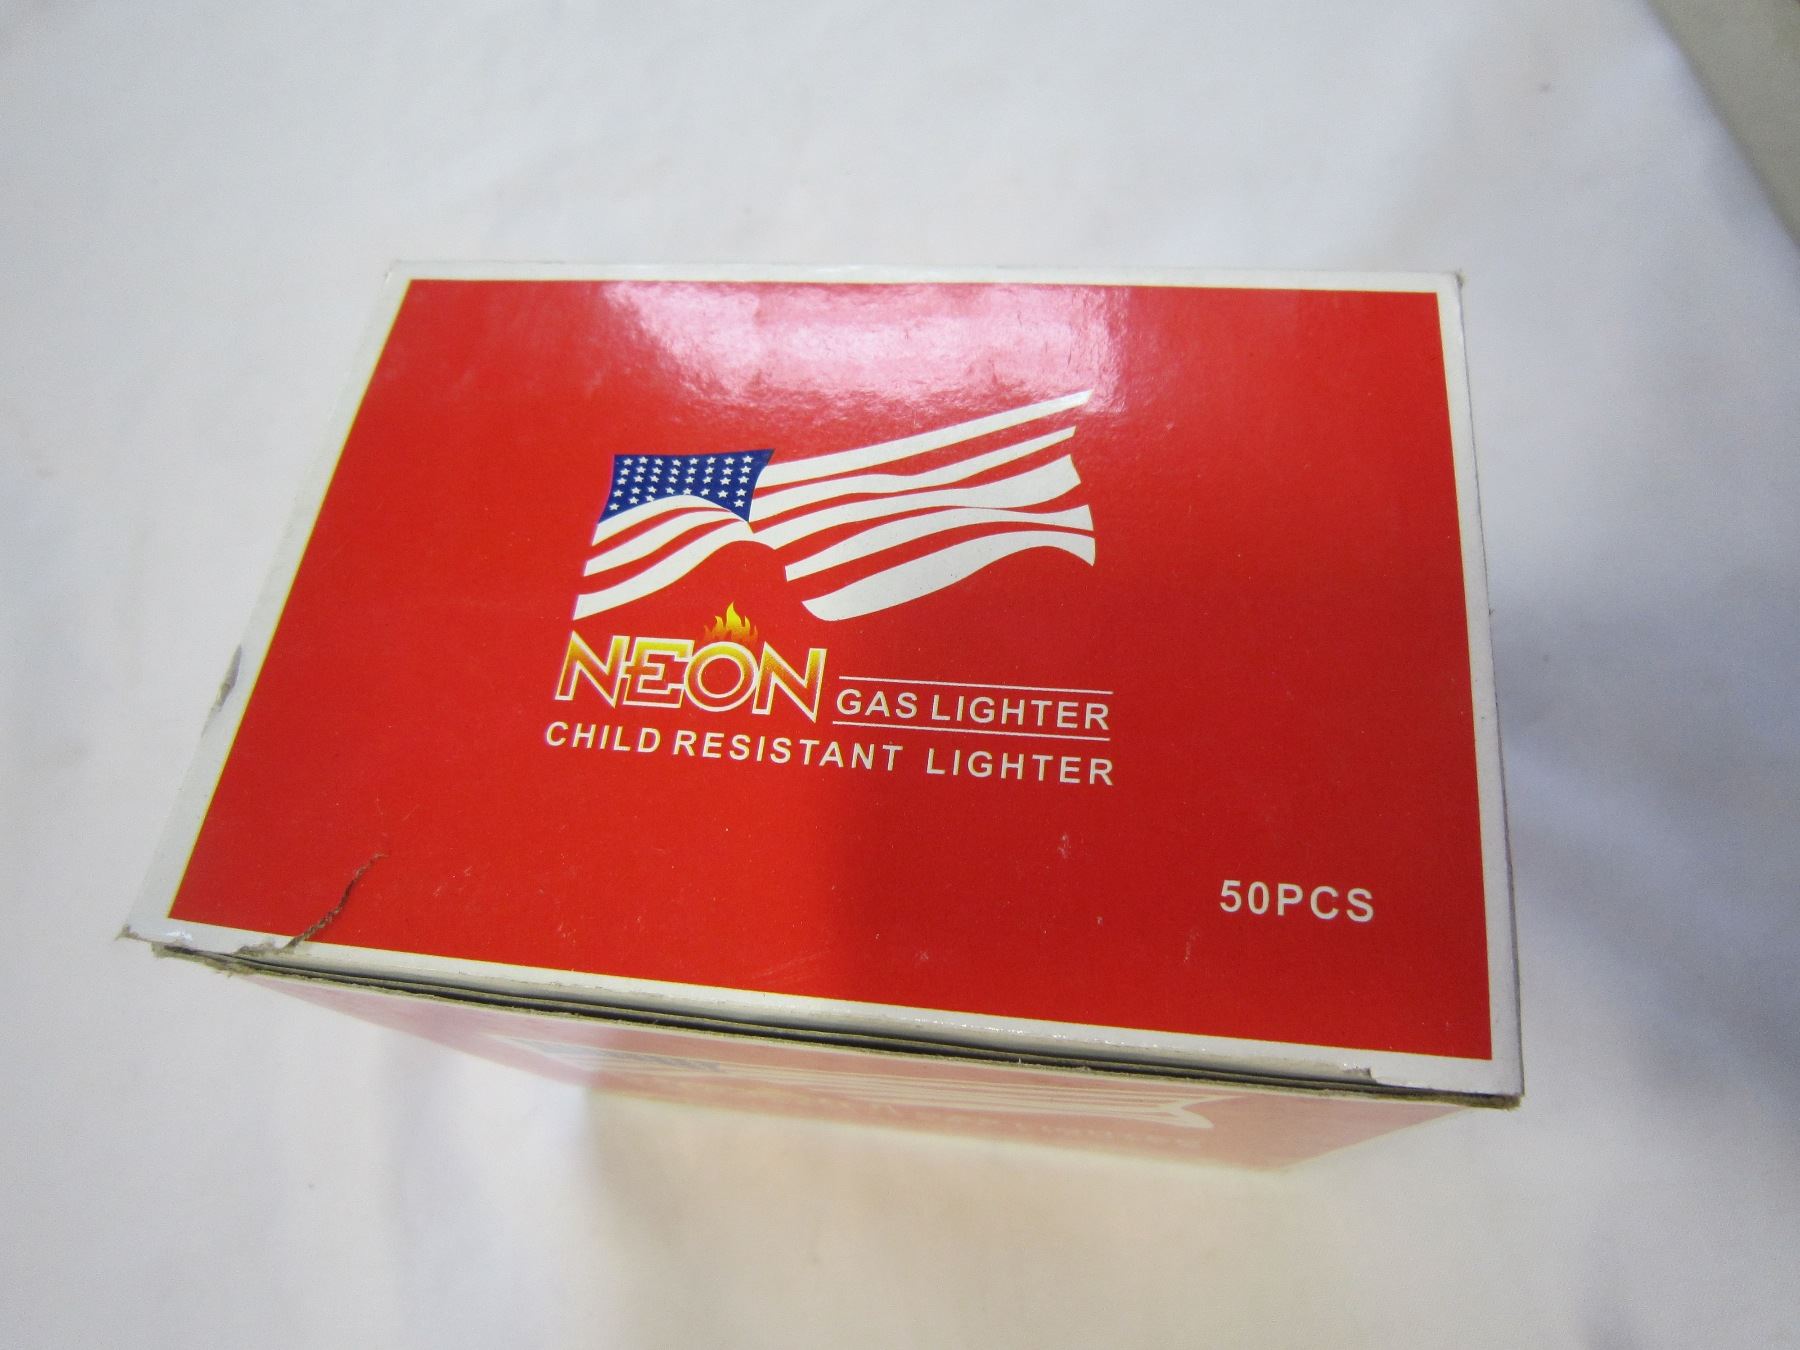 NEON GAS LIGHTER
CHILD RESISTANT LIGHTER
50PCS